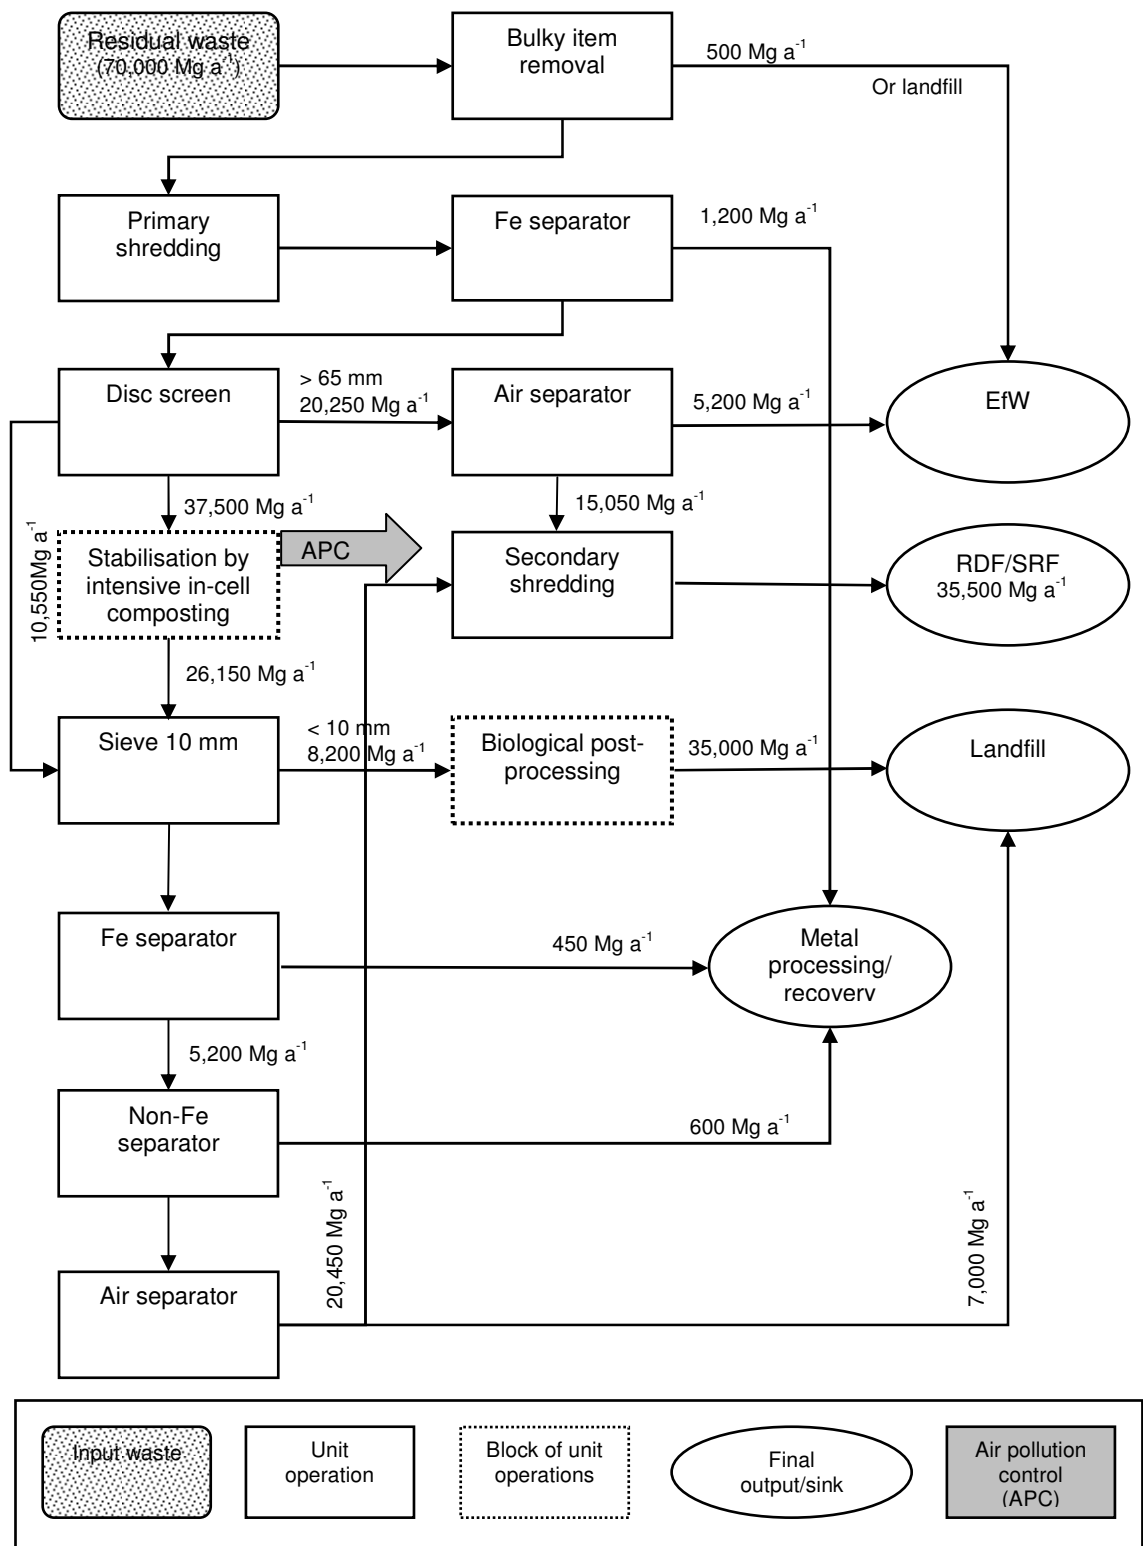 Residual waste
(70,000 Mg a⁻¹)
Bulky item
removal
500 Mg a⁻¹
Or landfill
Primary
shredding
Fe separator
1,200 Mg a⁻¹
Disc screen
> 65 mm
20,250 Mg a⁻¹
Air separator
5,200 Mg a⁻¹
EfW
10,550Mg a⁻¹
37,500 Mg a⁻¹
15,050 Mg a⁻¹
Stabilisation by
intensive in-cell
composting
APC
Secondary
shredding
RDF/SRF
35,500 Mg a⁻¹
26,150 Mg a⁻¹
Sieve 10 mm
< 10 mm
8,200 Mg a⁻¹
Biological post-
processing
35,000 Mg a⁻¹
Landfill
Fe separator
450 Mg a⁻¹
Metal
processing/
recovery
5,200 Mg a⁻¹
Non-Fe
separator
600 Mg a⁻¹
20,450 Mg a⁻¹
7,000 Mg a⁻¹
Air separator
Input waste
Unit
operation
Block of unit
operations
Final
output/sink
Air pollution
control
(APC)